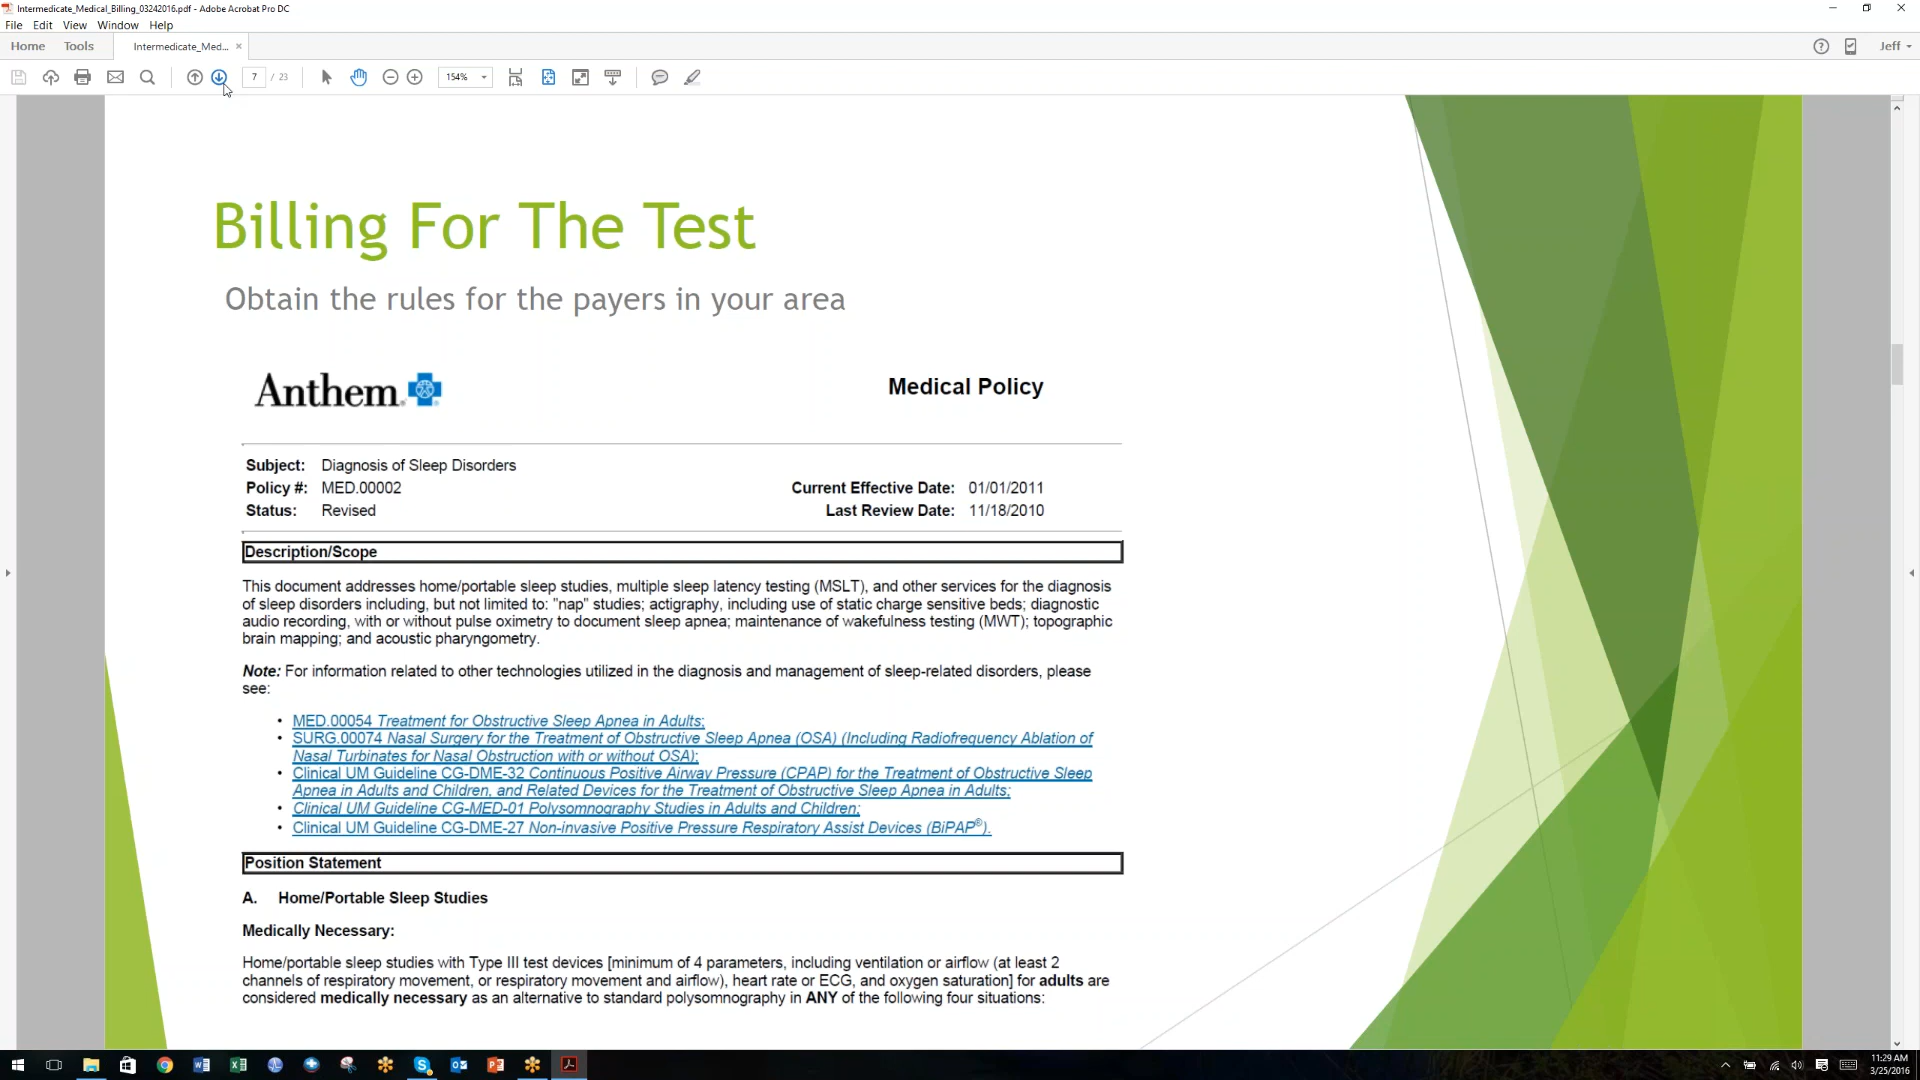 Intermedicate_Medical_Billing_03242016.pdf - Adobe Acrobat Pro DC
File Edit View Window Help
Home Tools Intermedicate_Med... × Jeff
7 / 23 154%
Billing For The Test
Obtain the rules for the payers in your area
Anthem
Medical Policy
Subject: Diagnosis of Sleep Disorders
Policy #: MED.00002 Current Effective Date: 01/01/2011
Status: Revised Last Review Date: 11/18/2010
Description/Scope
This document addresses home/portable sleep studies, multiple sleep latency testing (MSLT), and other services for the diagnosis
of sleep disorders including, but not limited to: "nap" studies; actigraphy, including use of static charge sensitive beds; diagnostic
audio recording, with or without pulse oximetry to document sleep apnea; maintenance of wakefulness testing (MWT); topographic
brain mapping; and acoustic pharyngometry.
Note: For information related to other technologies utilized in the diagnosis and management of sleep-related disorders, please
see:
• MED.00054 Treatment for Obstructive Sleep Apnea in Adults;
• SURG.00074 Nasal Surgery for the Treatment of Obstructive Sleep Apnea (OSA) (Including Radiofrequency Ablation of
Nasal Turbinates for Nasal Obstruction with or without OSA);
• Clinical UM Guideline CG-DME-32 Continuous Positive Airway Pressure (CPAP) for the Treatment of Obstructive Sleep
Apnea in Adults and Children, and Related Devices for the Treatment of Obstructive Sleep Apnea in Adults;
• Clinical UM Guideline CG-MED-01 Polysomnography Studies in Adults and Children;
• Clinical UM Guideline CG-DME-27 Non-invasive Positive Pressure Respiratory Assist Devices (BiPAP®).
Position Statement
A. Home/Portable Sleep Studies
Medically Necessary:
Home/portable sleep studies with Type III test devices [minimum of 4 parameters, including ventilation or airflow (at least 2
channels of respiratory movement, or respiratory movement and airflow), heart rate or ECG, and oxygen saturation] for adults are
considered medically necessary as an alternative to standard polysomnography in ANY of the following four situations:
11:29 AM
3/25/2016